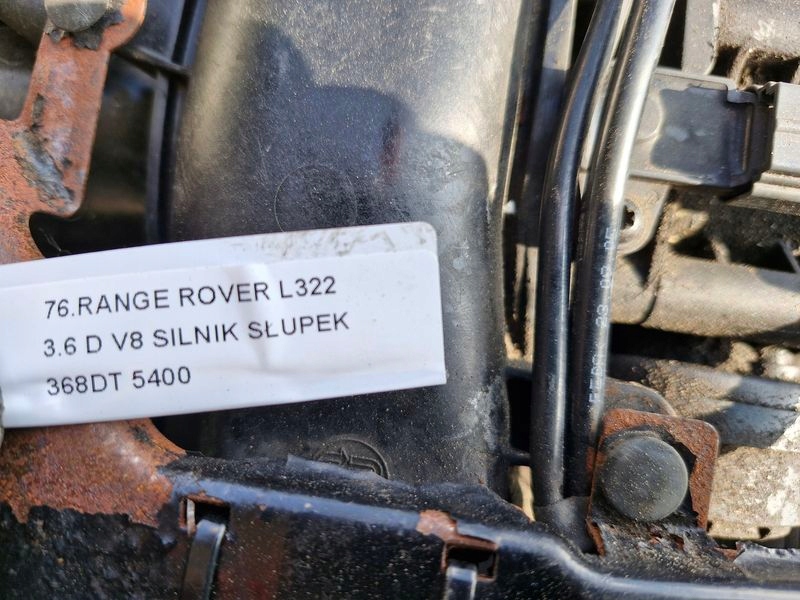 76.RANGE ROVER L322
3.6 D V8 SILNIK SŁUPEK
368DT 5400